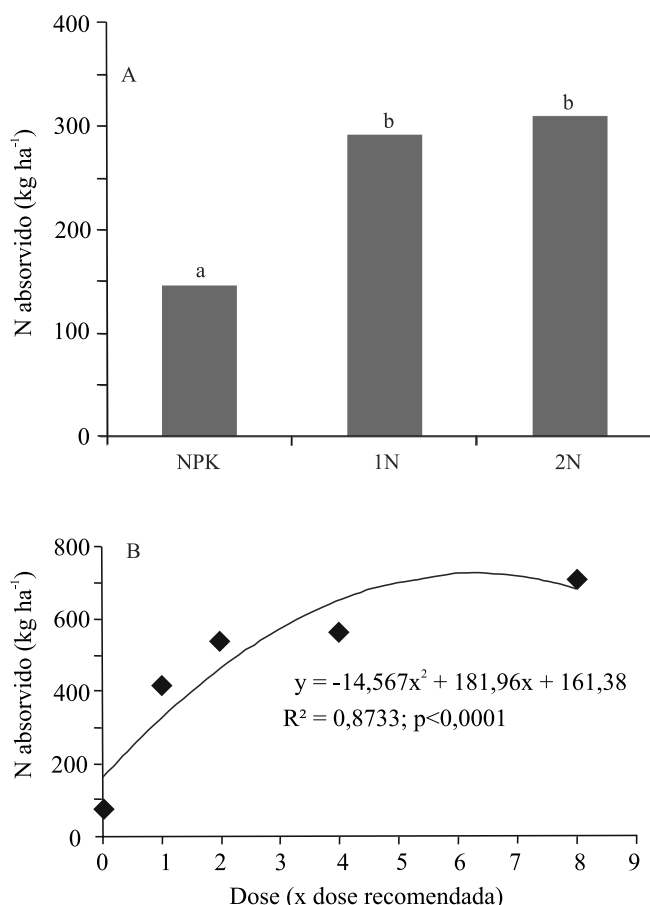 400
A
300
200
100
0
N absorvido (kg ha⁻¹)
a
b
b
NPK 1N 2N
B
800
600
400
200
0
N absorvido (kg ha⁻¹)
y = -14,567x² + 181,96x + 161,38
R² = 0,8733; p<0,0001
0 1 2 3 4 5 6 7 8 9
Dose (x dose recomendada)